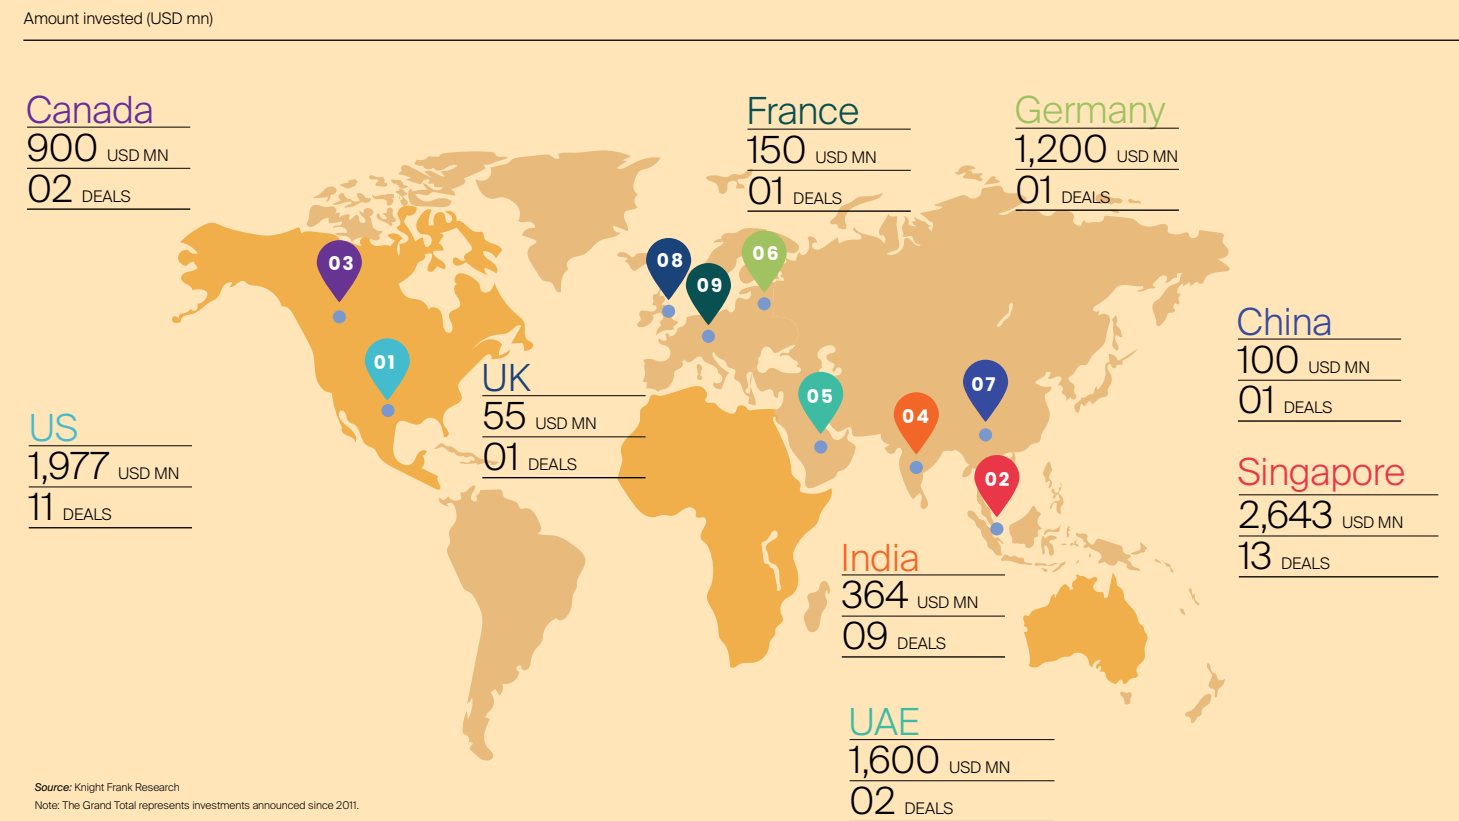 Amount invested (USD mn)
Canada
900 USD MN
02 DEALS
France
150 USD MN
01 DEALS
Germany
1,200 USD MN
01 DEALS
03
08
06
09
China
100 USD MN
01 DEALS
01
UK
55 USD MN
01 DEALS
05
04
07
US
1,977 USD MN
11 DEALS
02
Singapore
2,643 USD MN
13 DEALS
India
364 USD MN
09 DEALS
UAE
1,600 USD MN
02 DEALS
Source: Knight Frank Research
Note: The Grand Total represents investments announced since 2011.